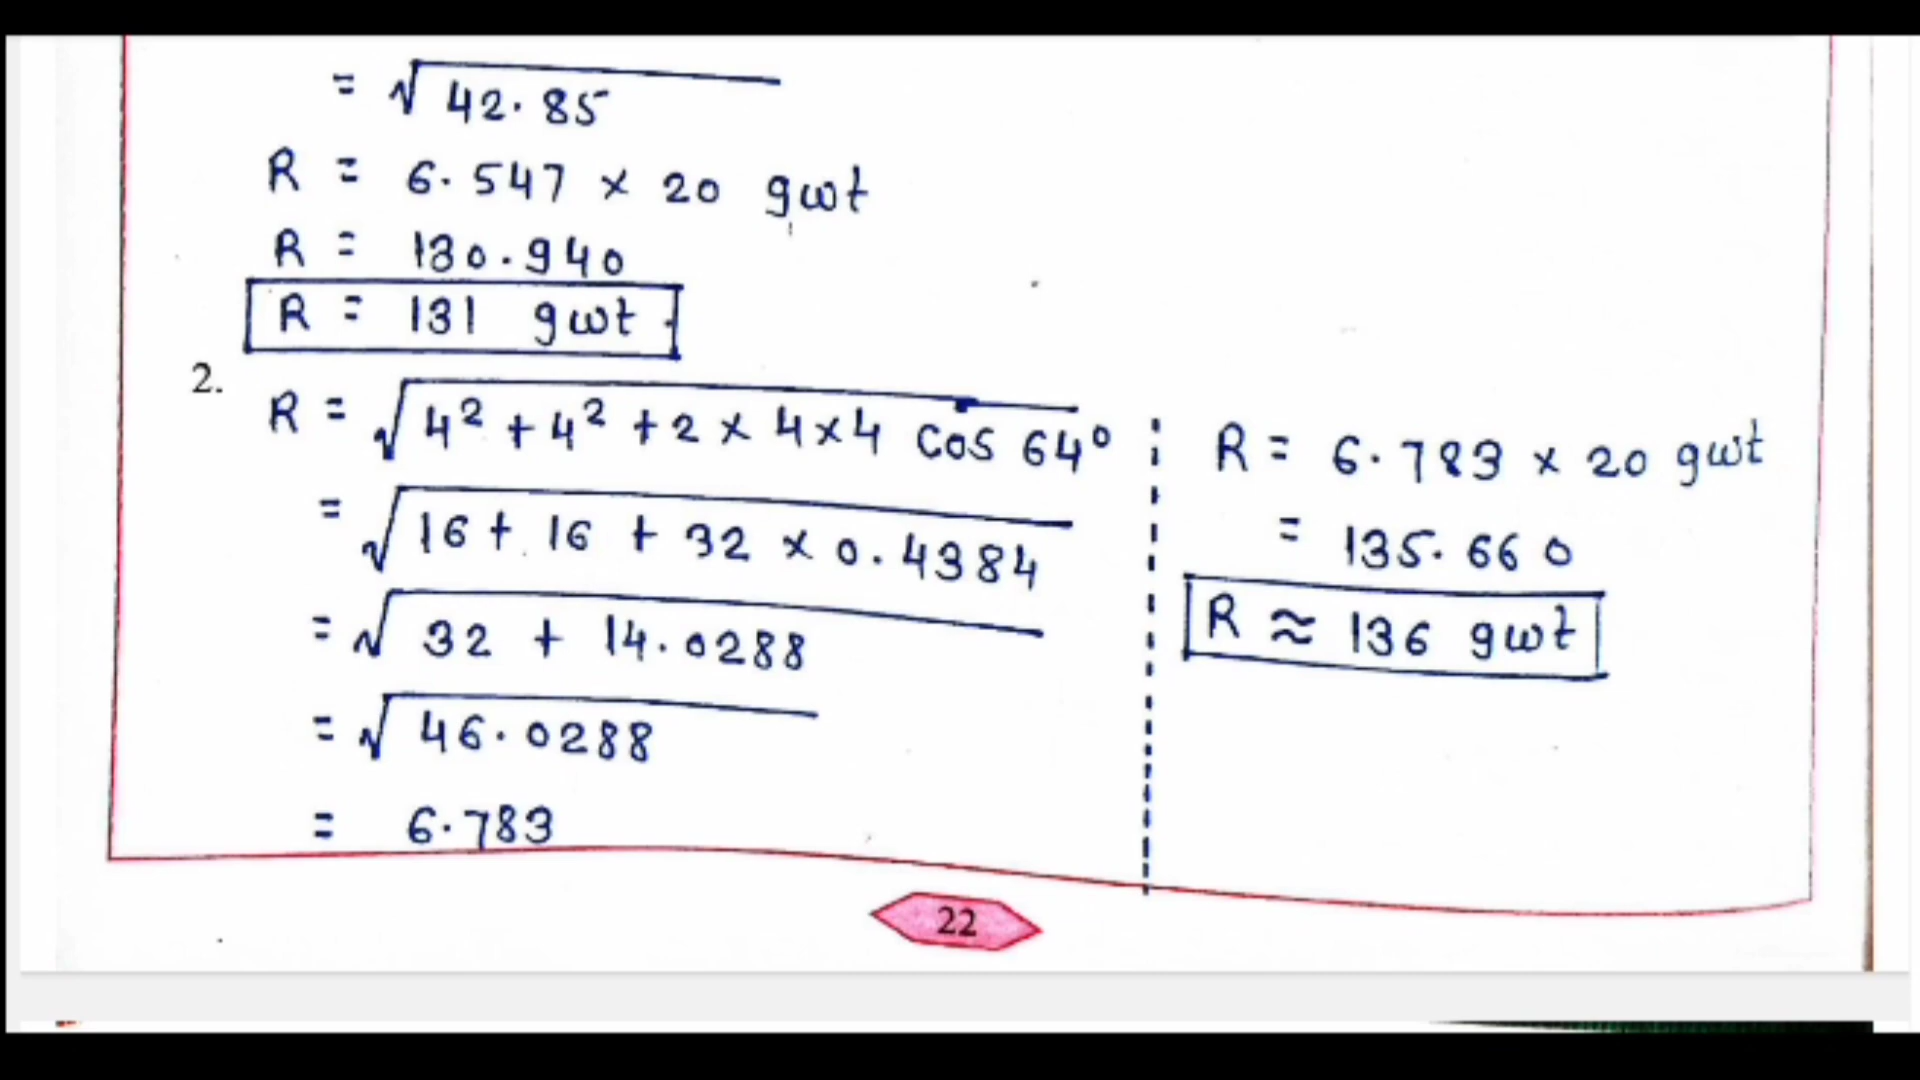 = √42.85
R = 6.547 × 20 gwt
R = 130.940
R = 131 gwt.
2.
R = √4² + 4² + 2 × 4 × 4 cos 64°
= √16 + 16 + 32 × 0.4384
= √32 + 14.0288
= √46.0288
= 6.783
R = 6.783 × 20 gwt
= 135.660
R ≈ 136 gwt
22